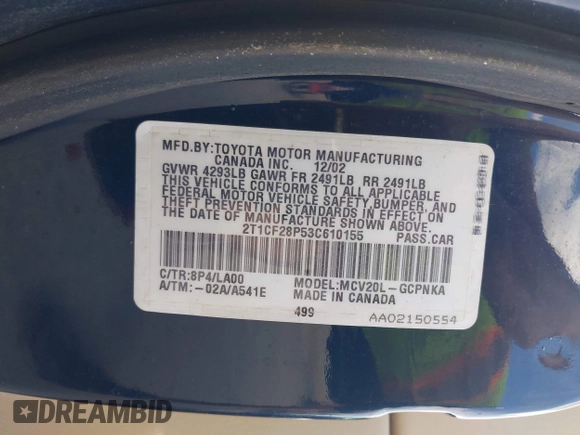 MFD.BY:TOYOTA MOTOR MANUFACTURING
CANADA INC. 12/02
GVWR 4293LB GAWR FR 2491LB RR 2491LB
THIS VEHICLE CONFORMS TO ALL APPLICABLE
FEDERAL MOTOR VEHICLE SAFETY,BUMPER, AND
THEFT PREVENTION STANDARDS IN EFFECT ON
THE DATE OF MANUFACTURE SHOWN ABOVE.
2T1CF28P53C610155 PASS.CAR
C/TR:8P4/LA00 MODEL:MCV20L-GCPNKA
A/TM:-02A/A541E MADE IN CANADA
499 AA02150554
DREAMBID